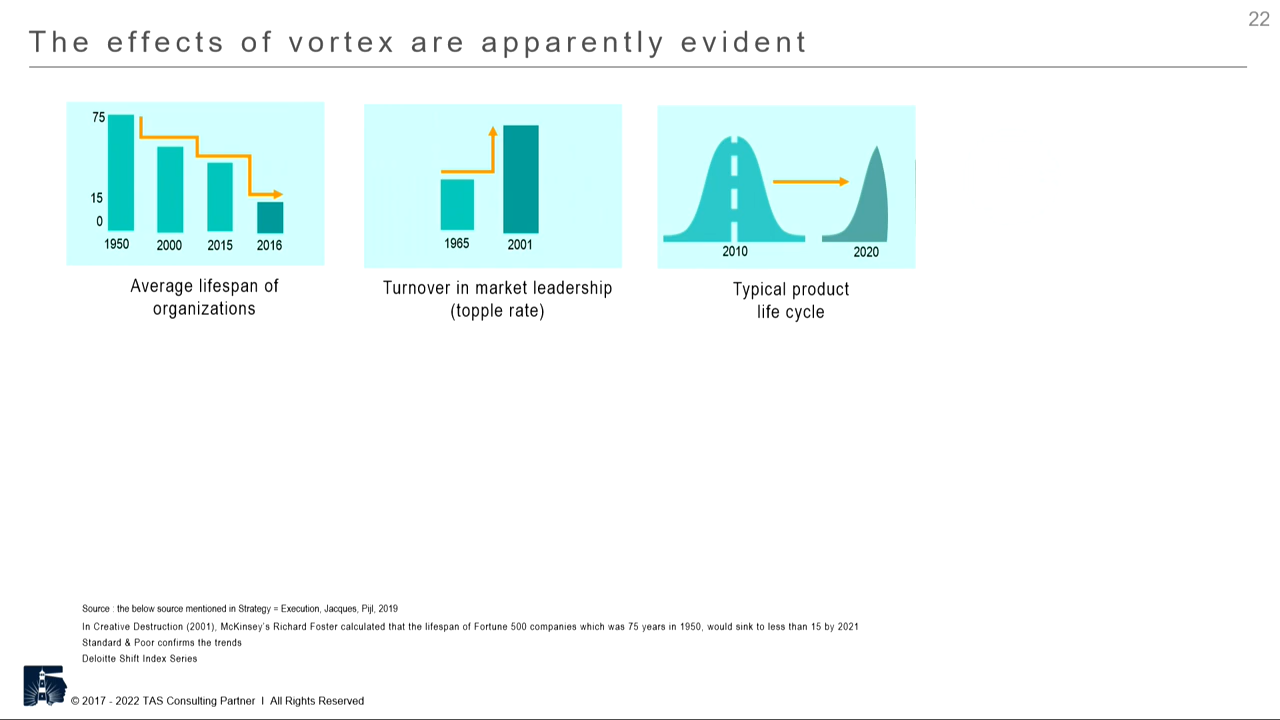 22
The effects of vortex are apparently evident
75
15
0
1950 2000 2015 2016
Average lifespan of
organizations
1965 2001
Turnover in market leadership
(topple rate)
2010 2020
Typical product
life cycle
Source : the below source mentioned in Strategy = Execution, Jacques, Pijl, 2019
In Creative Destruction (2001), McKinsey's Richard Foster calculated that the lifespan of Fortune 500 companies which was 75 years in 1950, would sink to less than 15 by 2021
Standard & Poor confirms the trends
Deloitte Shift Index Series
© 2017 - 2022 TAS Consulting Partner I All Rights Reserved